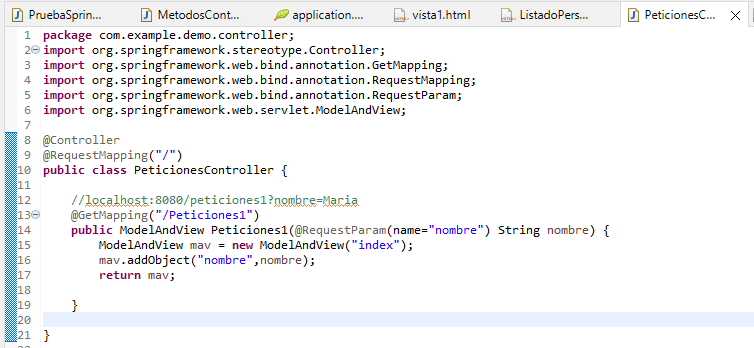 PruebaSprin... MetodosCont... application.... vista1.html ListadoPers... PeticionesC...
1 package com.example.demo.controller;
2 import org.springframework.stereotype.Controller;
3 import org.springframework.web.bind.annotation.GetMapping;
4 import org.springframework.web.bind.annotation.RequestMapping;
5 import org.springframework.web.bind.annotation.RequestParam;
6 import org.springframework.web.servlet.ModelAndView;
7
8 @Controller
9 @RequestMapping("/")
10 public class PeticionesController {
11
12 //localhost:8080/peticiones1?nombre=Maria
13 @GetMapping("/Peticiones1")
14 public ModelAndView Peticiones1(@RequestParam(name="nombre") String nombre) {
15 ModelAndView mav = new ModelAndView("index");
16 mav.addObject("nombre",nombre);
17 return mav;
18
19 }
20
21 }